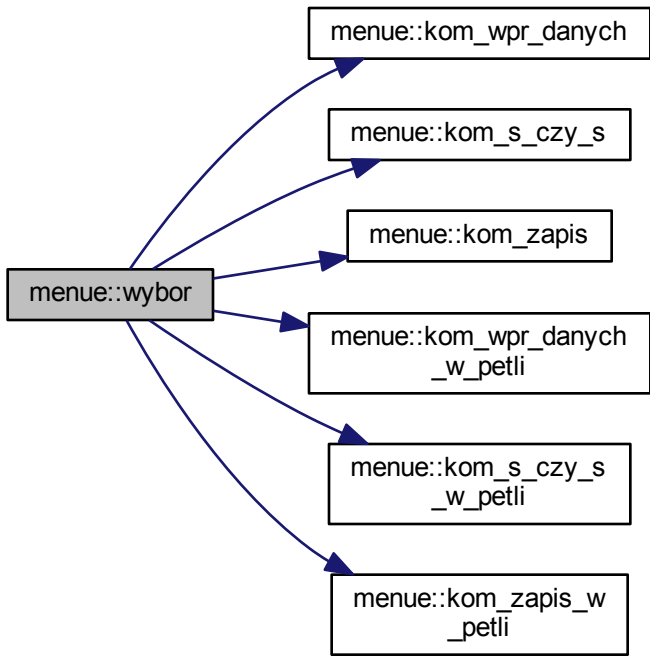 menue::kom_wpr_danych
menue::kom_s_czy_s
menue::kom_zapis
menue::wybor
menue::kom_wpr_danych
_w_petli
menue::kom_s_czy_s
_w_petli
menue::kom_zapis_w
_petli